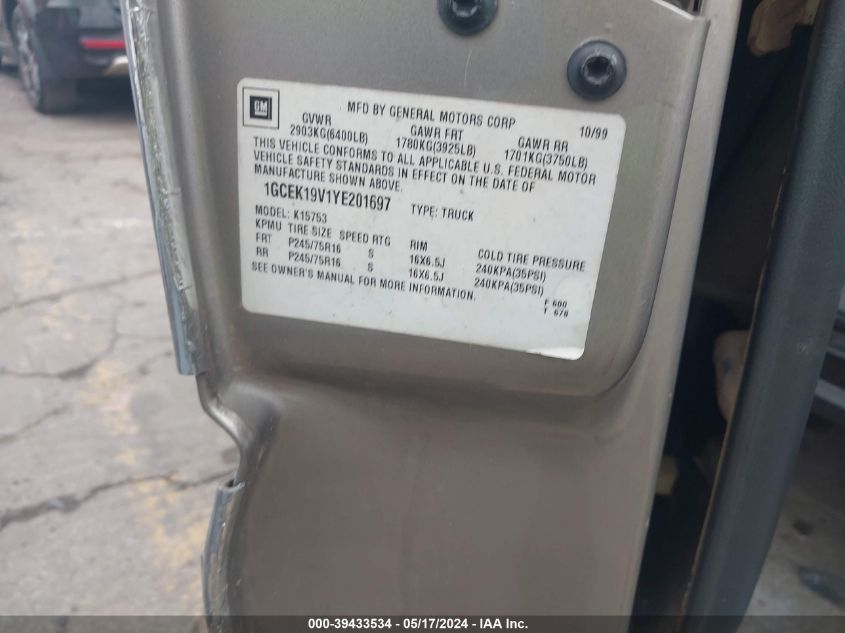 GM
MFD BY GENERAL MOTORS CORP 10/99
GVWR GAWR FRT GAWR RR
2903KG(6400LB) 1780KG(3925LB) 1701KG(3750LB)
THIS VEHICLE CONFORMS TO ALL APPLICABLE U.S. FEDERAL MOTOR
VEHICLE SAFETY STANDARDS IN EFFECT ON THE DATE OF
MANUFACTURE SHOWN ABOVE.
1GCEK19V1YE201697 TYPE: TRUCK
MODEL: K15753
KPMU TIRE SIZE SPEED RTG RIM COLD TIRE PRESSURE
FRT P245/75R16 S 16X6.5J 240KPA(35PSI)
RR P245/75R16 S 16X6.5J 240KPA(35PSI)
SEE OWNER'S MANUAL FOR MORE INFORMATION.
F 600
T 678
000-39433534 - 05/17/2024 - IAA Inc.